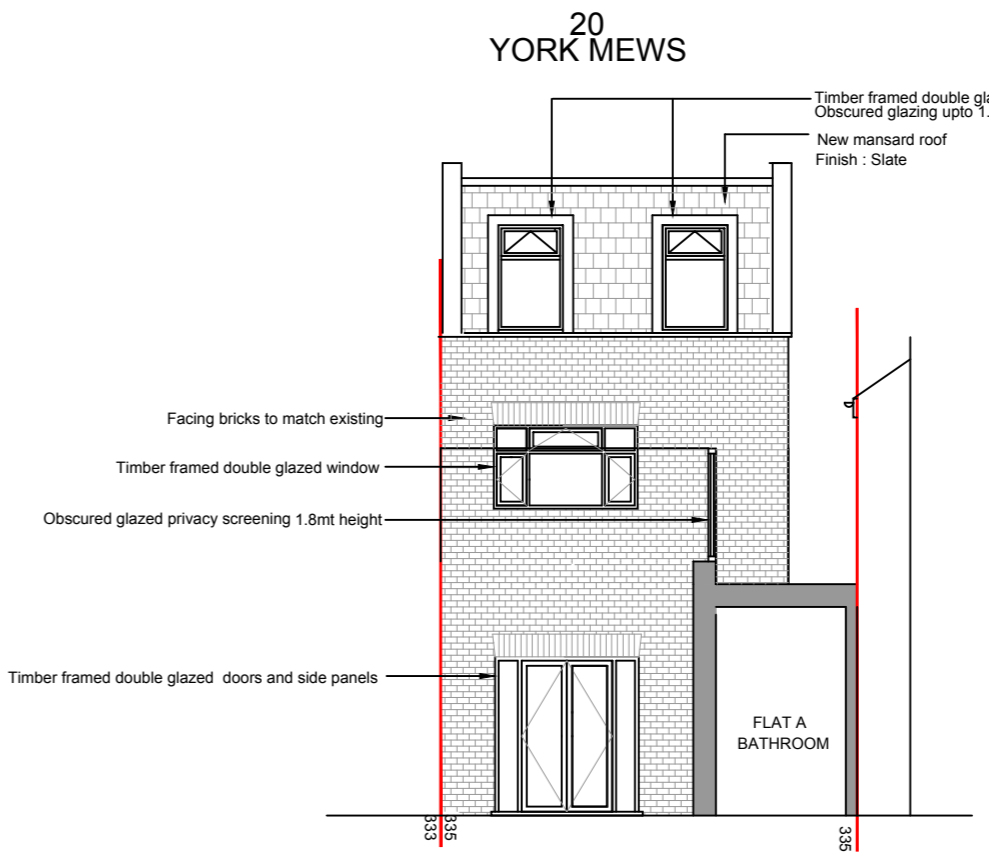 20
YORK MEWS
Timber framed double
Obscured glazing upto
New mansard roof
Finish : Slate
Facing bricks to match existing
Timber framed double glazed window
Obscured glazed privacy screening 1.8mt height
Timber framed double glazed doors and side panels
FLAT A
BATHROOM
333
335
335